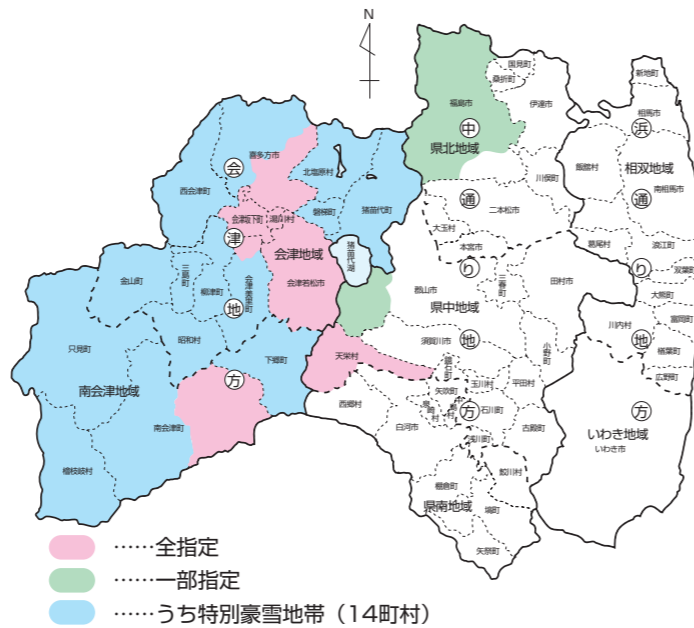 N
国見町
桑折町
新地町
福島市
伊達市
相馬市
中
浜
県北地域
喜多方市
会
北塩原村
飯舘村
相双地域
西会津町
川俣町
南相馬市
会津坂下町
湯川村
磐梯町
猪苗代町
通
二本松市
通
津
大玉村
会津地域
猪苗代湖
本宮市
葛尾村
浪江町
金山町
三島町
柳津町
会津美里町
会津若松市
り
り
双葉町
郡山市
三春町
田村市
大熊町
地
県中地域
川内村
富岡町
昭和村
只見町
須賀川市
地
小野町
地
楢葉町
下郷町
天栄村
鏡石町
広野町
南会津地域
方
西郷村
矢吹町
玉川村
平田村
泉崎村
中島村
方
石川町
方
南会津町
白河市
古殿町
いわき地域
浅川町
いわき市
檜枝岐村
鮫川村
棚倉町
県南地域
塙町
矢祭町
……全指定
……一部指定
……うち特別豪雪地帯（14町村）